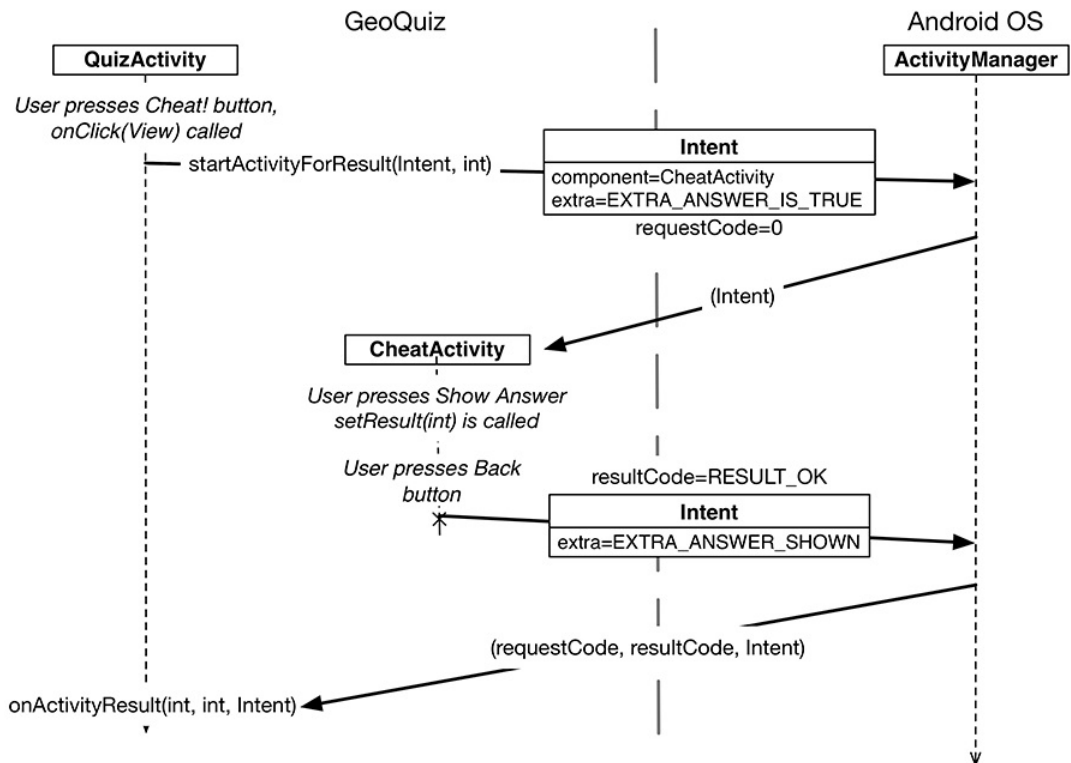 GeoQuiz
Android OS
QuizActivity
ActivityManager
User presses Cheat! button,
onClick(View) called
startActivityForResult(Intent, int)
Intent
component=CheatActivity
extra=EXTRA_ANSWER_IS_TRUE
requestCode=0
(Intent)
CheatActivity
User presses Show Answer
setResult(int) is called
User presses Back
button
resultCode=RESULT_OK
Intent
extra=EXTRA_ANSWER_SHOWN
(requestCode, resultCode, Intent)
onActivityResult(int, int, Intent)